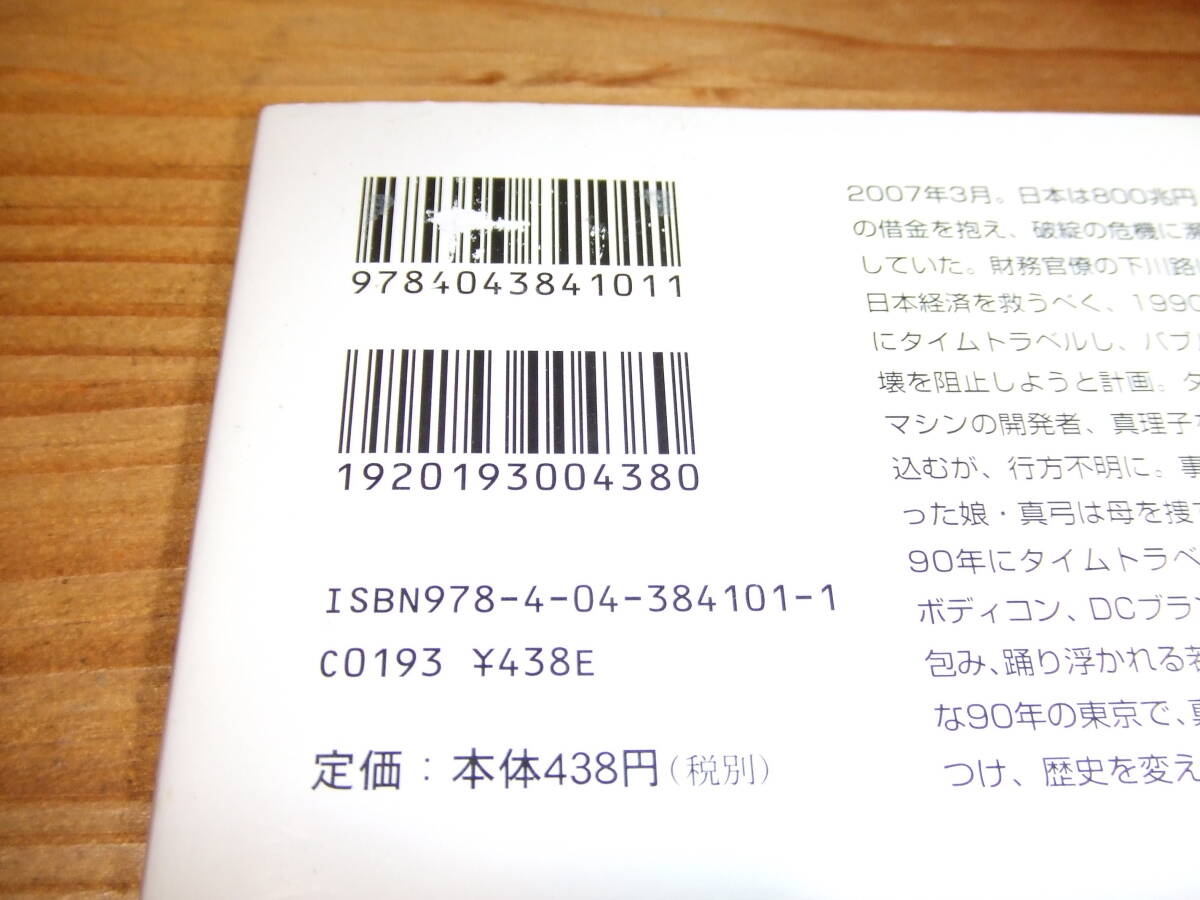 9784043841011
1920193004380
ISBN978-4-04-384101-1
C0193 ¥438E
定価：本体438円（税別）
2007年3月。日本は800兆円
の借金を抱え、破綻の危機に瀕
していた。財務官僚の下川路
日本経済を救うべく、1990
にタイムトラベルし、バブル
壊を阻止しようと計画。タ
マシンの開発者、真理子
込むが、行方不明に。事
った娘・真弓は母を捜
90年にタイムトラベ
ボディコン、DCブラン
包み、踊り浮かれる若
な90年の東京で、真
つけ、歴史を変え